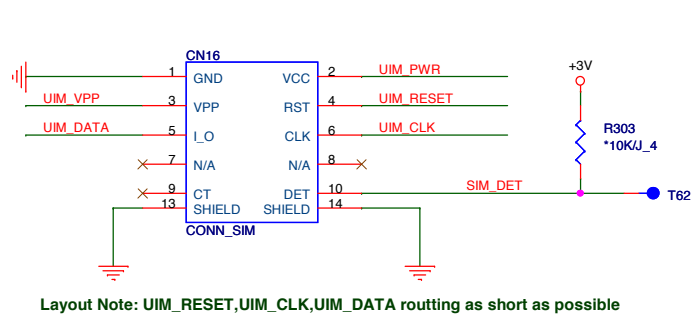 CN16
1 GND VCC 2 UIM_PWR
+3V
UIM_VPP 3 VPP RST 4 UIM_RESET
UIM_DATA 5 I_O CLK 6 UIM_CLK
R303
*10K/J_4
7 N/A N/A 8
9 CT DET 10 SIM_DET T62
13 SHIELD SHIELD 14
CONN_SIM
Layout Note: UIM_RESET,UIM_CLK,UIM_DATA routting as short as possible